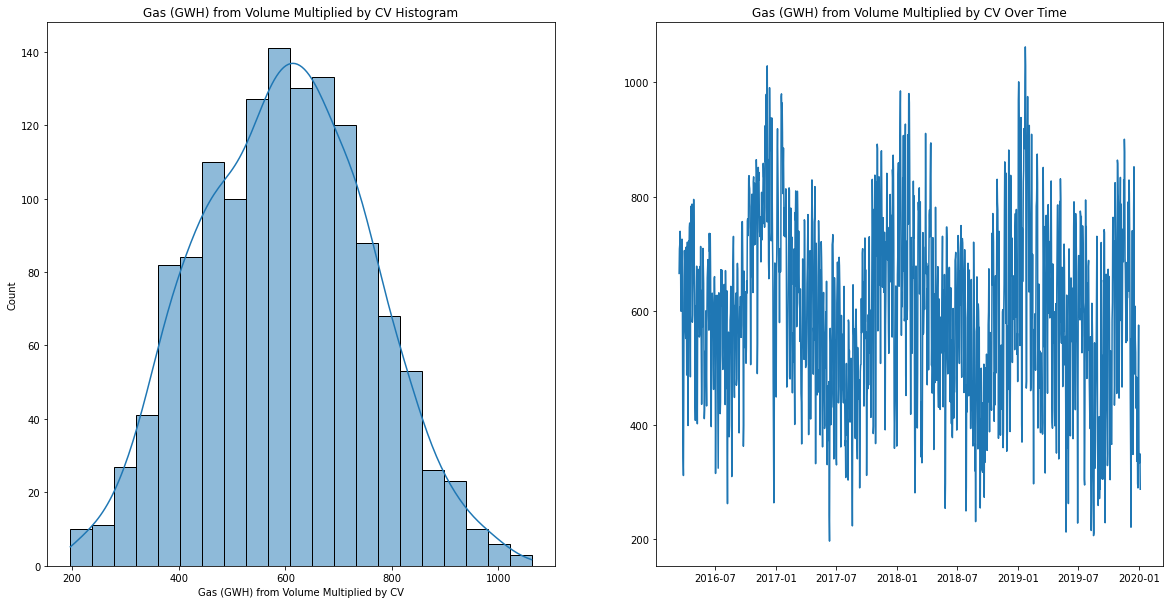 Gas (GWH) from Volume Multiplied by CV Histogram
140
120
100
80
60
40
20
0
Count
200 400 600 800 1000
Gas (GWH) from Volume Multiplied by CV
Gas (GWH) from Volume Multiplied by CV Over Time
1000
800
600
400
200
2016-07 2017-01 2017-07 2018-01 2018-07 2019-01 2019-07 2020-01